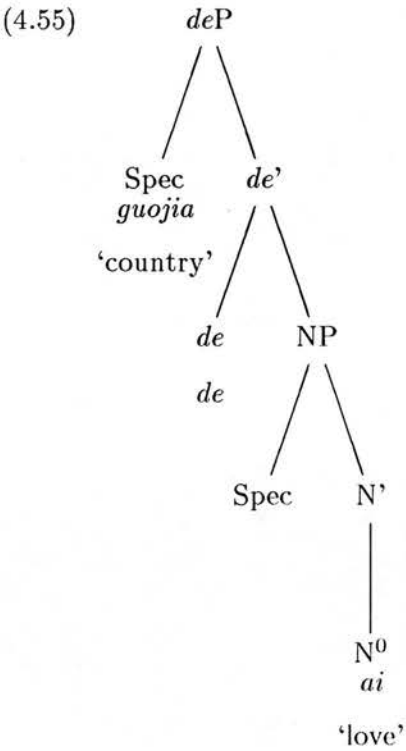 (4.55) deP
Spec de’
guojia
‘country’
de NP
de
Spec N’
N⁰
ai
‘love’